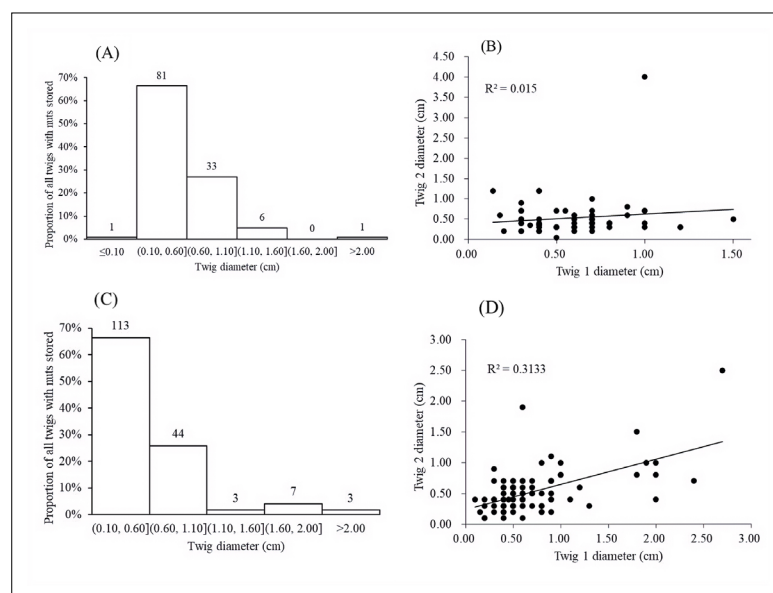 (A)
Proportion of all twigs with nuts stored
70%
60%
50%
40%
30%
20%
10%
0%
81
33
6
0
1
1
≤0.10 (0.10, 0.60] (0.60, 1.10] (1.10, 1.60] (1.60, 2.00] >2.00
Twig diameter (cm)
(B)
Twig 2 diameter (cm)
4.50
4.00
3.50
3.00
2.50
2.00
1.50
1.00
0.50
0.00
R² = 0.015
0.00 0.50 1.00 1.50
Twig 1 diameter (cm)
(C)
Proportion of all twigs with nuts stored
70%
60%
50%
40%
30%
20%
10%
0%
113
44
3
7
3
(0.10, 0.60] (0.60, 1.10] (1.10, 1.60] (1.60, 2.00] >2.00
Twig diameter (cm)
(D)
Twig 2 diameter (cm)
3.00
2.50
2.00
1.50
1.00
0.50
0.00
R² = 0.3133
0.00 0.50 1.00 1.50 2.00 2.50 3.00
Twig 1 diameter (cm)